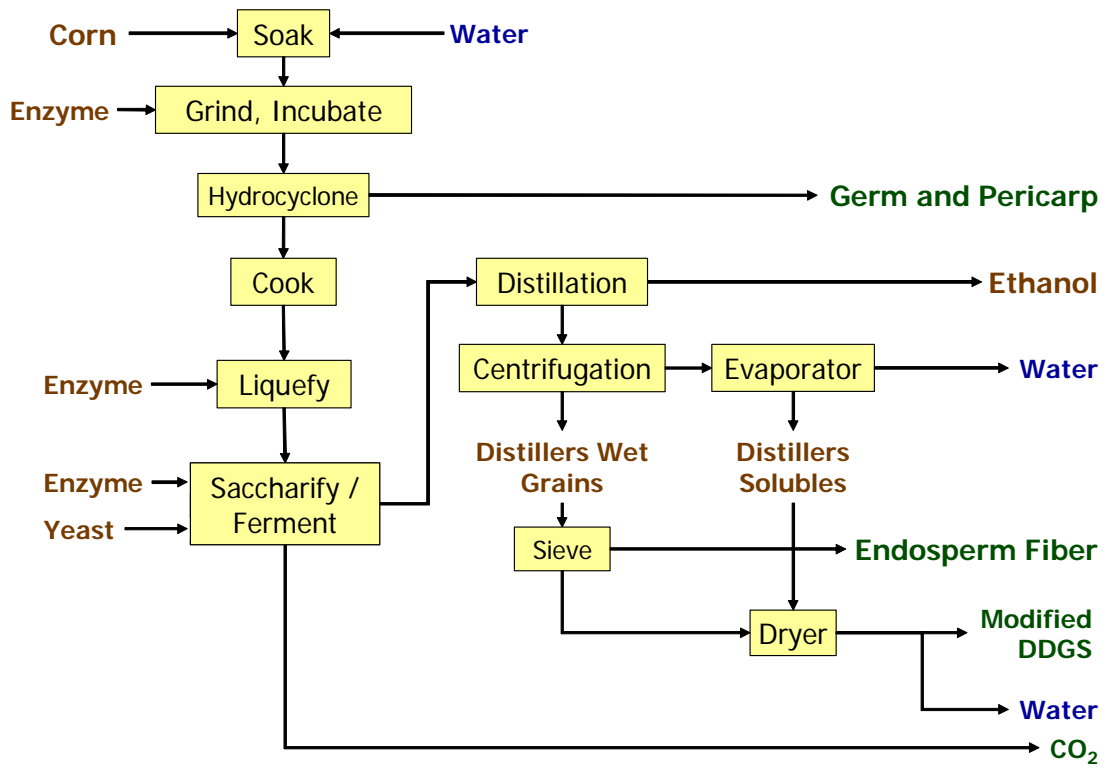 Corn
Soak
Water
Enzyme
Grind, Incubate
Hydrocyclone
Germ and Pericarp
Cook
Distillation
Ethanol
Enzyme
Liquefy
Centrifugation
Evaporator
Water
Distillers Wet
Grains
Distillers
Solubles
Enzyme
Yeast
Saccharify /
Ferment
Sieve
Endosperm Fiber
Dryer
Modified
DDGS
Water
CO₂